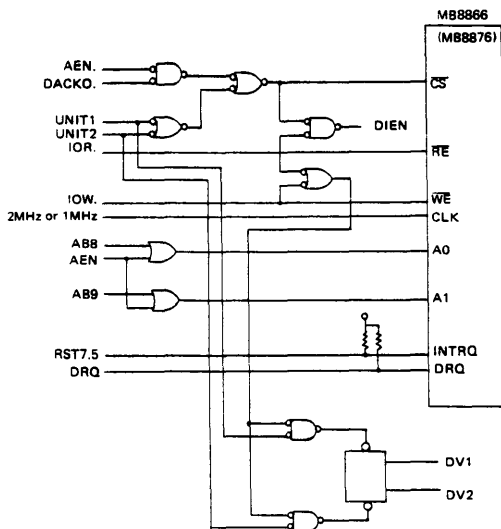 MB8866
(MB8876)
AEN.
DACKO.
CS
UNIT1
UNIT2
DIEN
IOR.
RE
IOW.
WE
2MHz or 1MHz
CLK
AB8
A0
AEN
AB9
A1
RST7.5
INTRQ
DRQ
DRQ
DV1
DV2